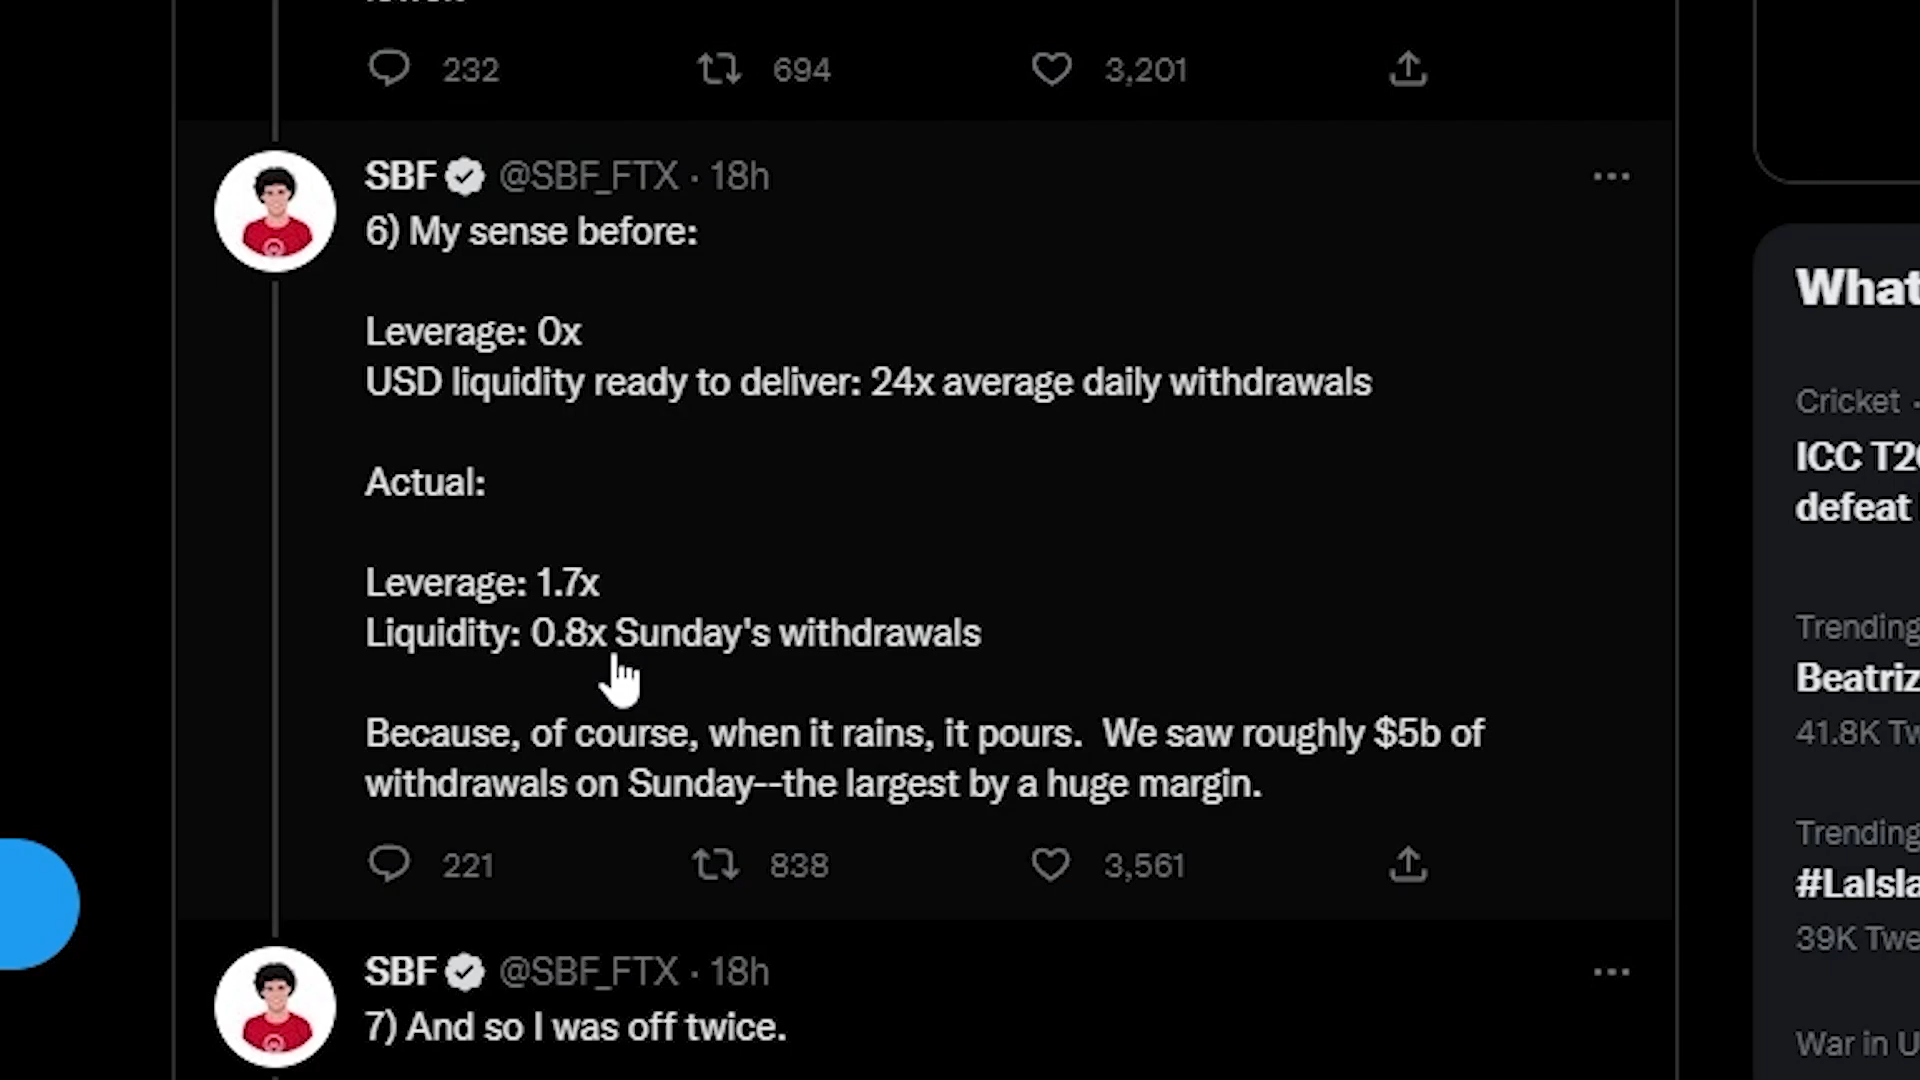 232 694 3,201
SBF @SBF_FTX · 18h
6) My sense before:
Leverage: 0x
USD liquidity ready to deliver: 24x average daily withdrawals
Actual:
Leverage: 1.7x
Liquidity: 0.8x Sunday's withdrawals
Because, of course, when it rains, it pours.  We saw roughly $5b of
withdrawals on Sunday--the largest by a huge margin.
221 838 3,561
SBF @SBF_FTX · 18h
7) And so I was off twice.
What
Cricket ·
ICC T20
defeat
Trending
Beatriz
41.8K Tw
Trending
#Lalsla
39K Twe
War in U